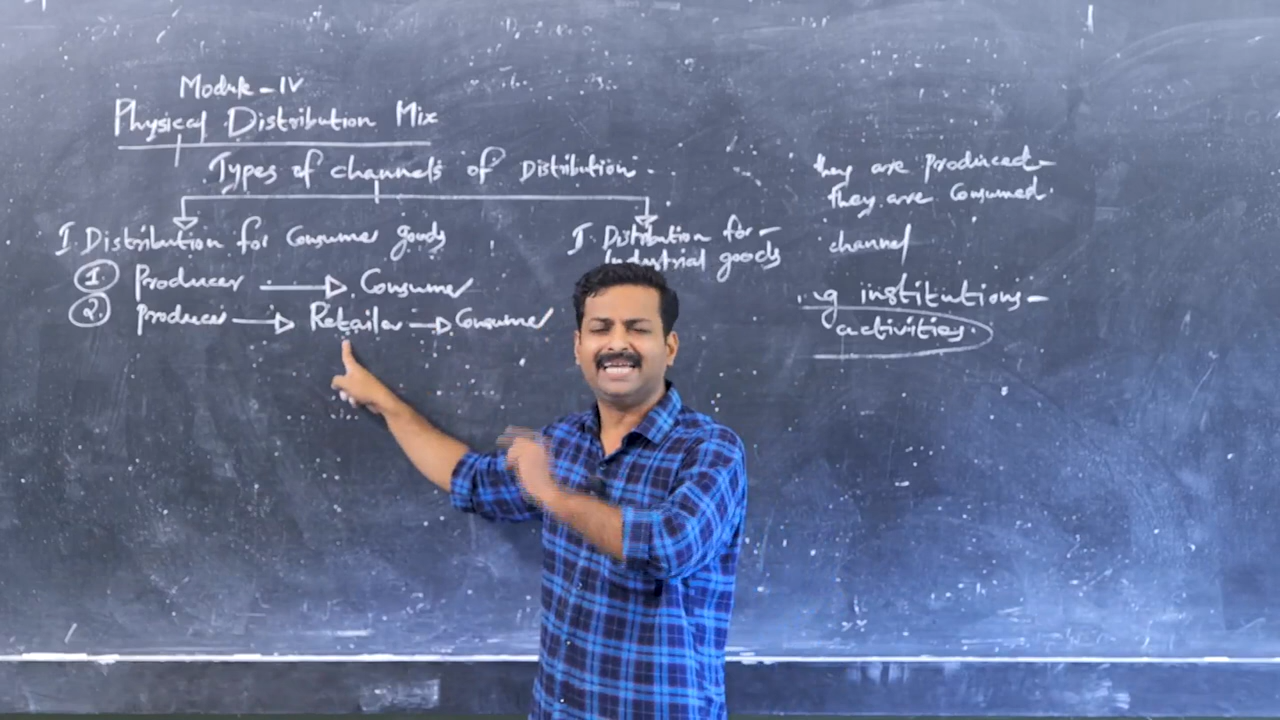 Module - IV
Physical Distribution Mix
Types of channels of Distribution.
I. Distribution for Consumer goods
① Producer → Consumer
② Producer → Retailer → Consumer
I. Distribution for -
Industrial goods
they are produced-
they are Consumed.
channel
institutions-
activities.